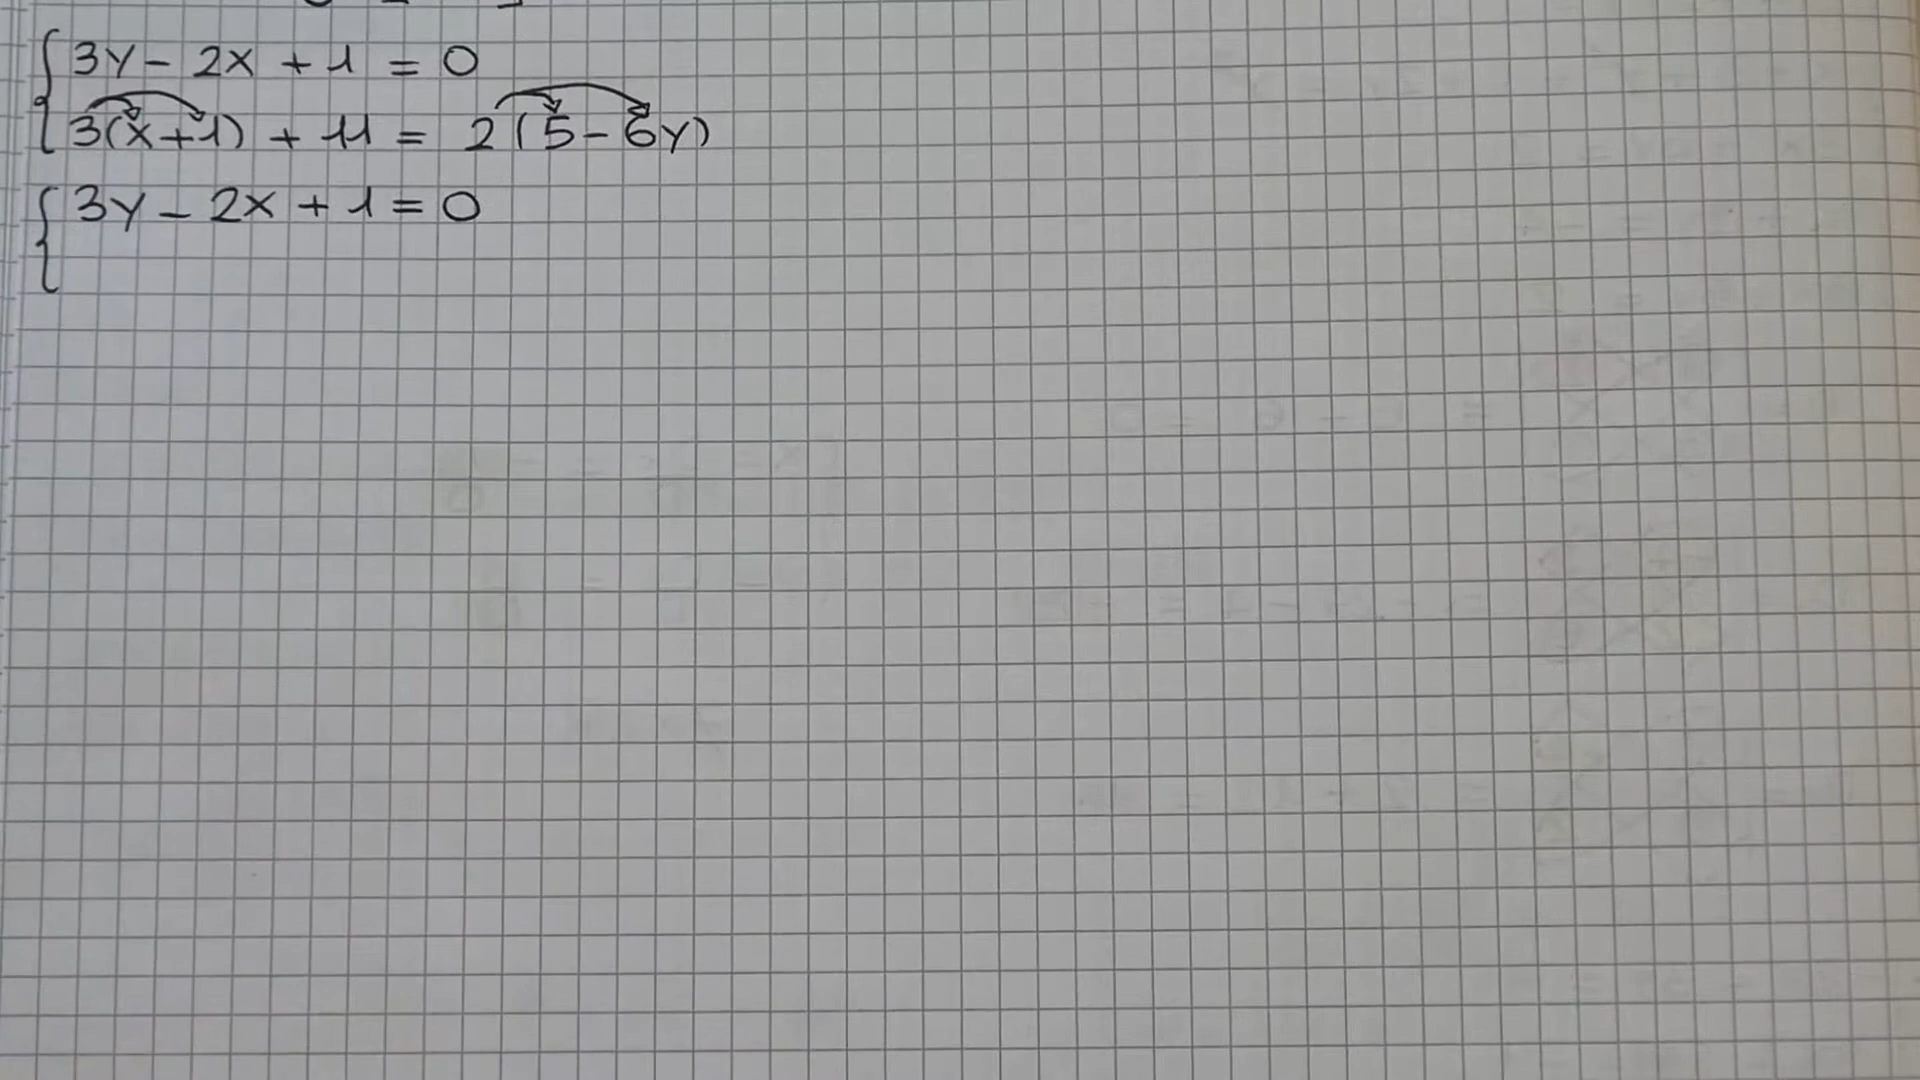 3y - 2x + 1 = 0
3(x+1) + 11 = 2(5 - 6y)
3y - 2x + 1 = 0